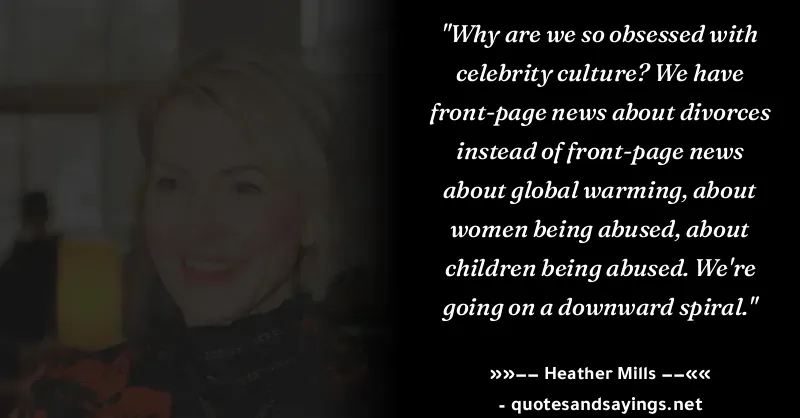 "Why are we so obsessed with
celebrity culture? We have
front-page news about divorces
instead of front-page news
about global warming, about
women being abused, about
children being abused. We're
going on a downward spiral."
»»−− Heather Mills −−««
- quotesandsayings.net